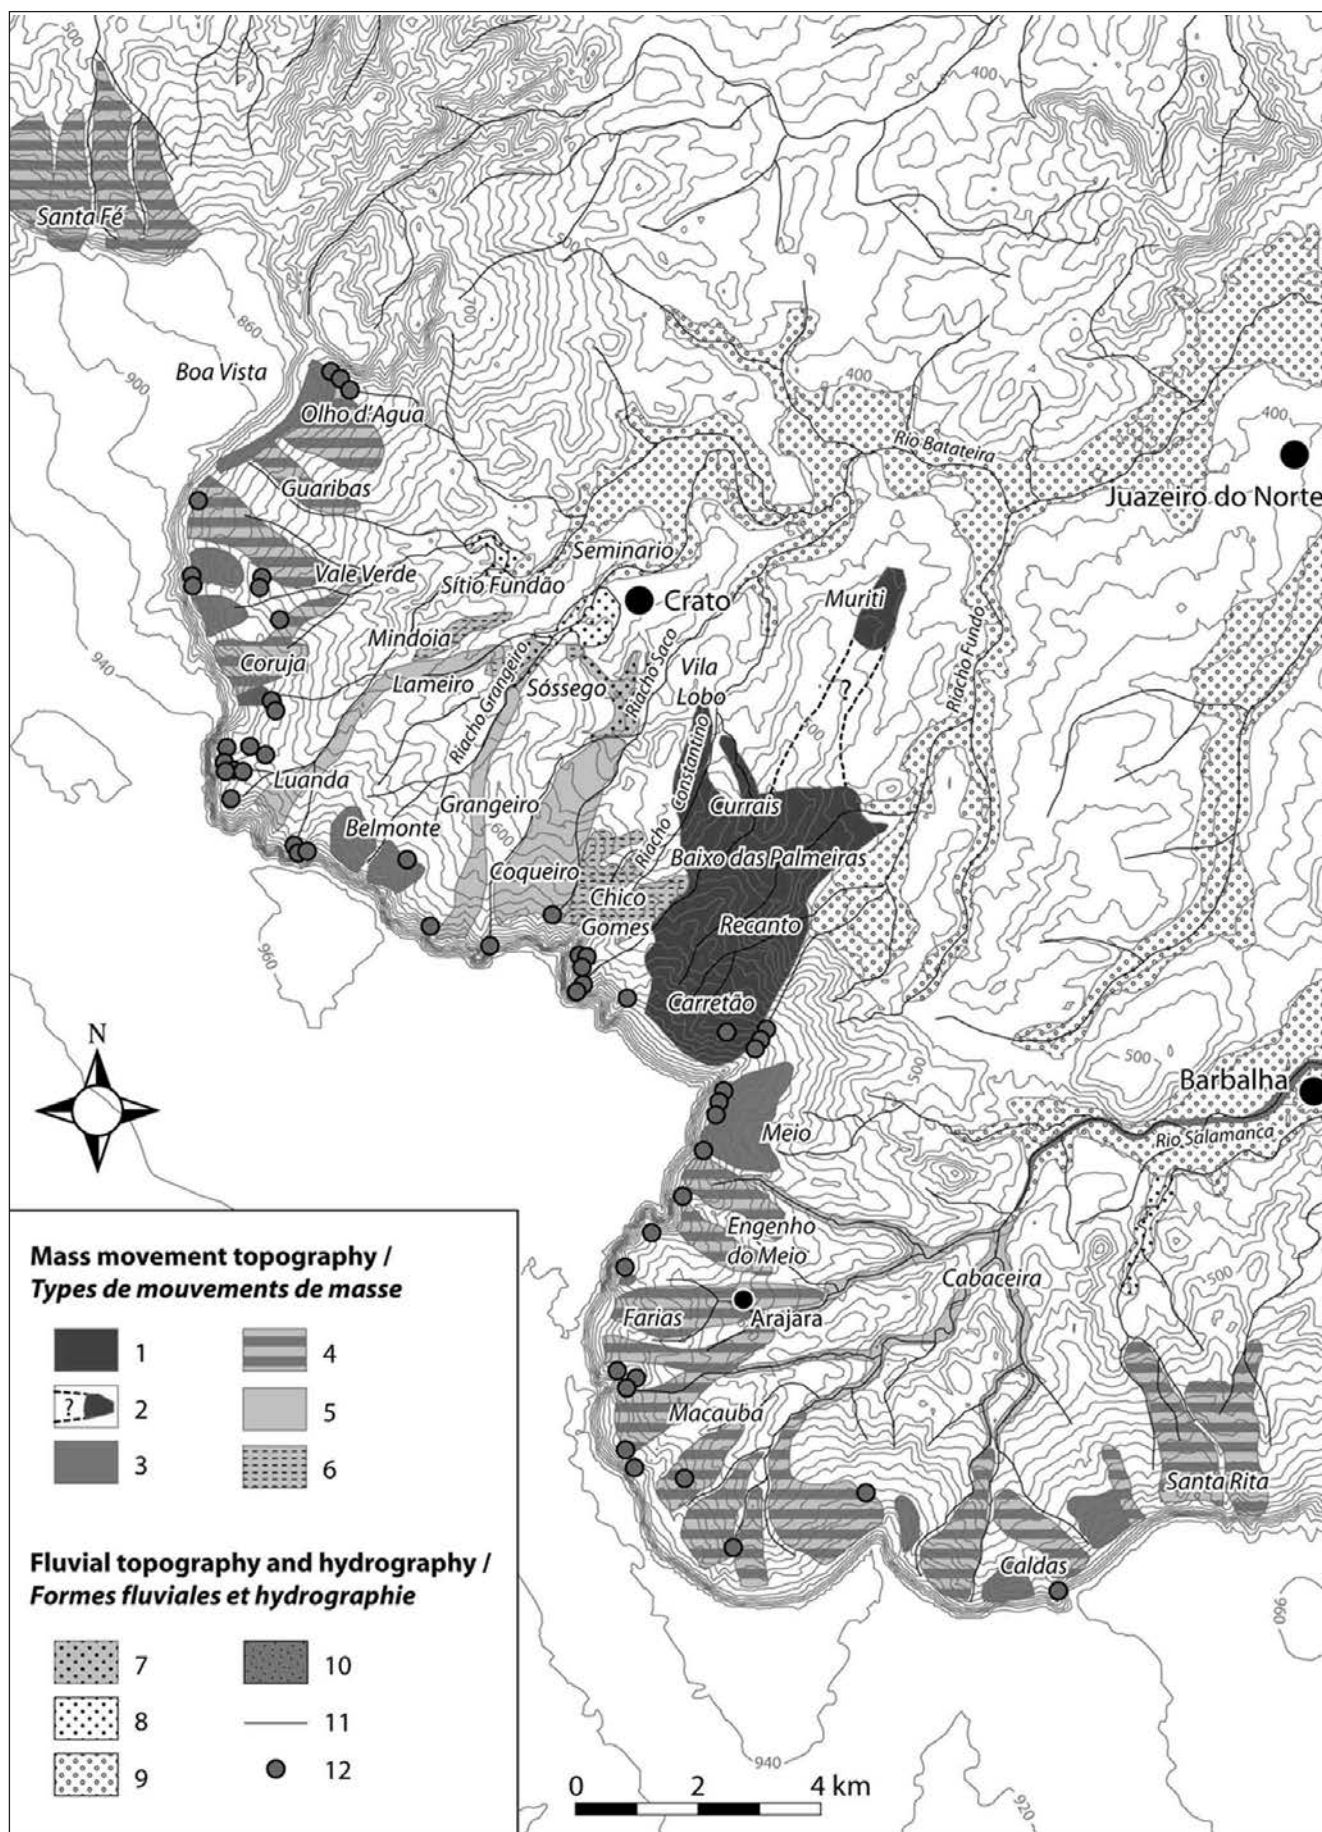 500
400
Santa Fé
500
860
700
Boa Vista
900
400
Olho d'Agua
Rio Batateira
400
Guaribas
Juazeiro do Norte
Seminario
Vale Verde
Sítio Fundão
Crato
Muriti
Mindoia
940
Coruja
Lameiro
Sóssego
Riacho Grangeiro
Riacho Saco
Vila
Lobo
Riacho Fundo
?
Luanda
Riacho Constantino
Grangeiro
Currais
Belmonte
600
Baixo das Palmeiras
Coqueiro
Chico
Gomes
Recanto
960
Carretão
N
500
500
Barbalha
Meio
Rio Salamanca
Engenho
do Meio
Cabaceira
500
Farias
Arajara
Macauba
Santa Rita
Caldas
960
940
920
Mass movement topography /
Types de mouvements de masse
1
4
? 2
5
3
6
Fluvial topography and hydrography /
Formes fluviales et hydrographie
7
10
8
11
9
12
0 2 4 km